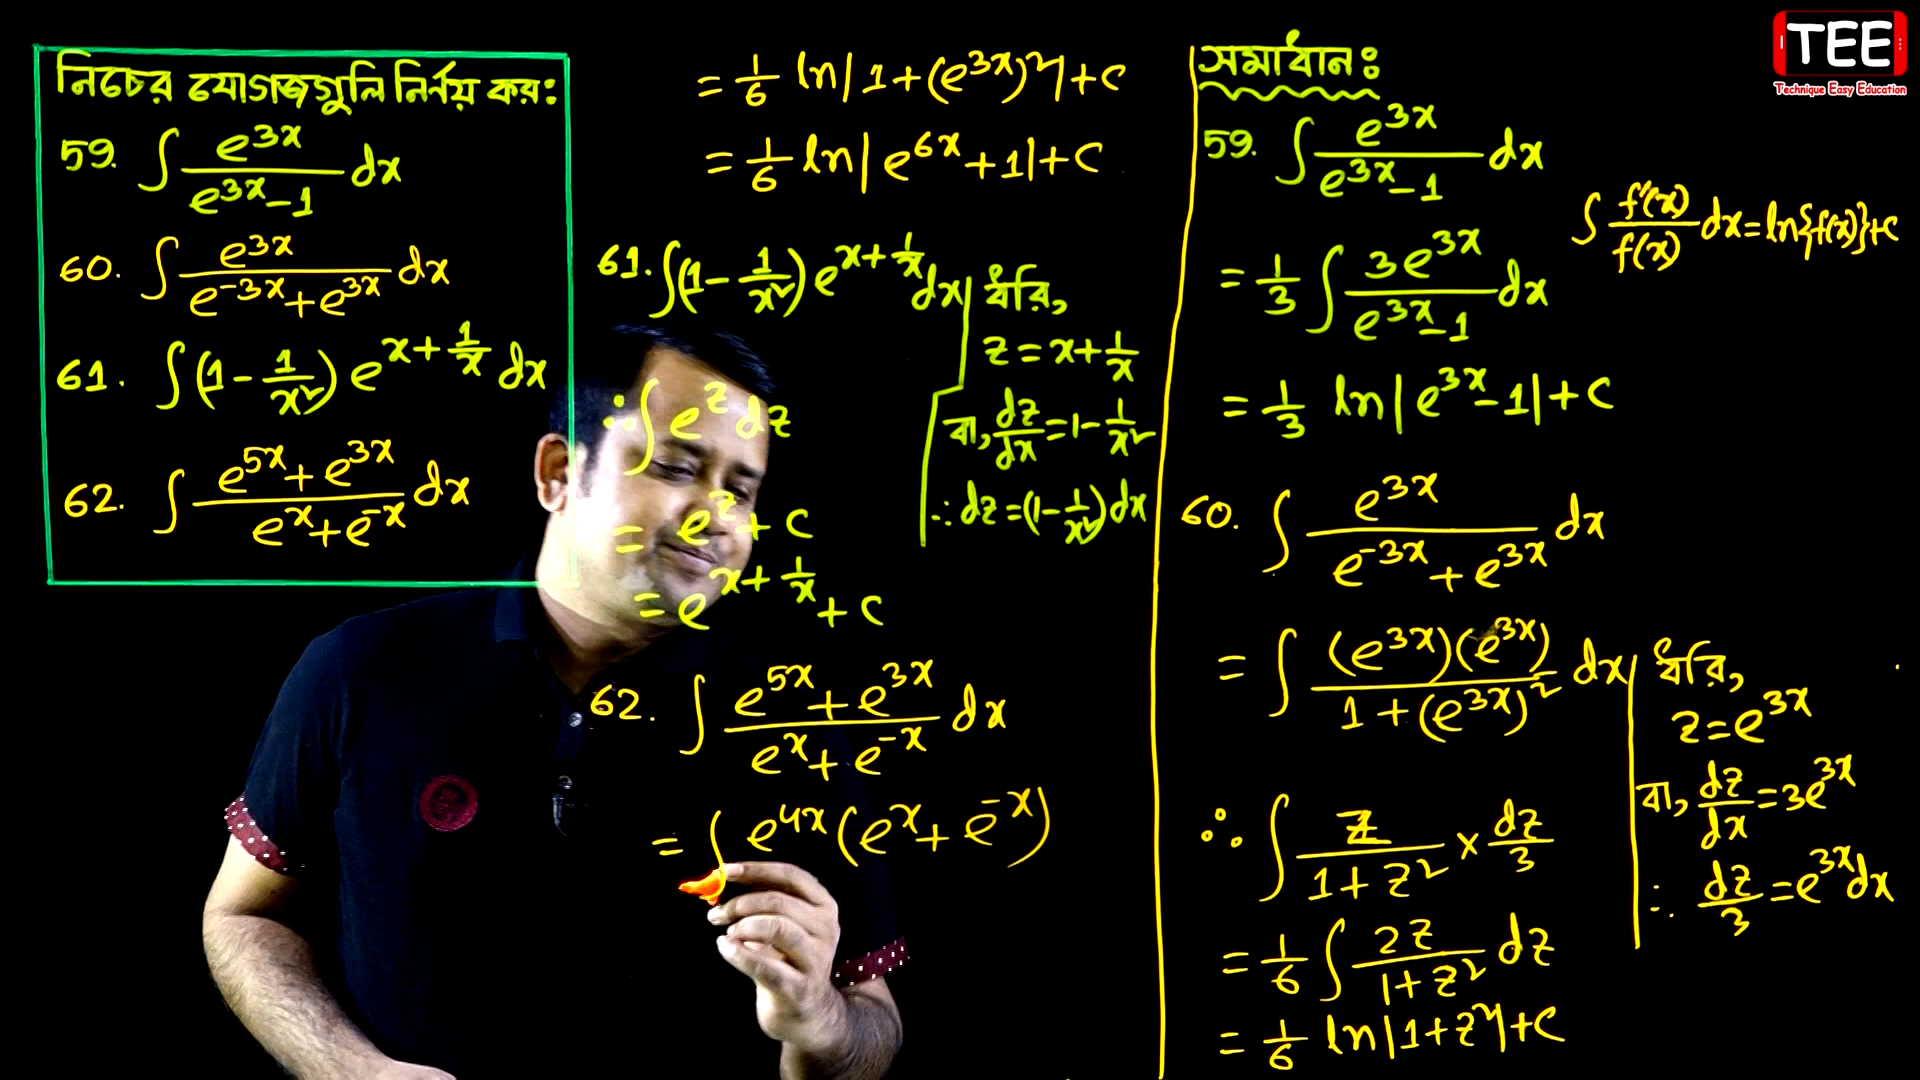 নিচের যোগজগুলি নির্ণয় কর:
59. ∫ e^{3x}/(e^{3x}-1) dx
60. ∫ e^{3x}/(e^{-3x}+e^{3x}) dx
61. ∫(1-1/x²) e^{x+1/x} dx
62. ∫ (e^{5x}+e^{3x})/(e^x+e^{-x}) dx
= 1/6 ln|1+(e^{3x})²|+c
= 1/6 ln|e^{6x}+1|+c
61. ∫(1-1/x²) e^{x+1/x} dx
ধরি,
z=x+1/x
বা, dz/dx=1-1/x²
∴ dz=(1-1/x²)dx
∴ ∫e^z dz
= e^z+c
= e^{x+1/x}+c
62. ∫ (e^{5x}+e^{3x})/(e^x+e^{-x}) dx
= ∫ e^{4x}(e^x+e^{-x})
সমাধান:
59. ∫ e^{3x}/(e^{3x}-1) dx
∫ f'(x)/f(x) dx=ln{f(x)}+c
= 1/3 ∫ 3e^{3x}/(e^{3x}-1) dx
= 1/3 ln|e^{3x}-1|+c
60. ∫ e^{3x}/(e^{-3x}+e^{3x}) dx
= ∫ (e^{3x})(e^{3x})/(1+(e^{3x})²) dx
ধরি,
z=e^{3x}
বা, dz/dx=3e^{3x}
∴ dz/3=e^{3x}dx
∴ ∫ z/(1+z²) × dz/3
= 1/6 ∫ 2z/(1+z²) dz
= 1/6 ln|1+z²|+c
TEE
Technique Easy Education